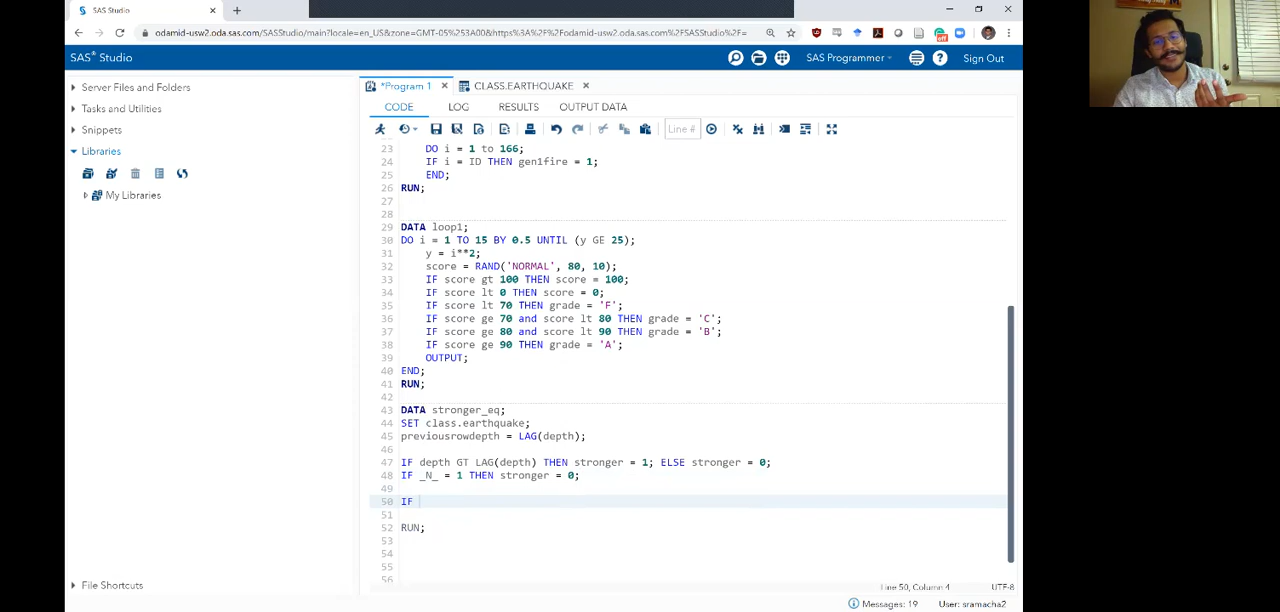 SAS Studio
odamid-usw2.oda.sas.com/SASStudio/main?locale=en_US&zone=GMT-05%253A00&https%3A%2F%2Fodamid-usw2.oda.sas.com%2FSASStudio%2F=
SAS® Studio
SAS Programmer
Sign Out
Server Files and Folders
Tasks and Utilities
Snippets
Libraries
My Libraries
File Shortcuts
*Program 1
CLASS.EARTHQUAKE
CODE
LOG
RESULTS
OUTPUT DATA
Line #
23 DO i = 1 to 166;
24 IF i = ID THEN gen1fire = 1;
25 END;
26 RUN;
27
28
29 DATA loop1;
30 DO i = 1 TO 15 BY 0.5 UNTIL (y GE 25);
31 y = i**2;
32 score = RAND('NORMAL', 80, 10);
33 IF score gt 100 THEN score = 100;
34 IF score lt 0 THEN score = 0;
35 IF score lt 70 THEN grade = 'F';
36 IF score ge 70 and score lt 80 THEN grade = 'C';
37 IF score ge 80 and score lt 90 THEN grade = 'B';
38 IF score ge 90 THEN grade = 'A';
39 OUTPUT;
40 END;
41 RUN;
42
43 DATA stronger_eq;
44 SET class.earthquake;
45 previousrowdepth = LAG(depth);
46
47 IF depth GT LAG(depth) THEN stronger = 1; ELSE stronger = 0;
48 IF _N_ = 1 THEN stronger = 0;
49
50 IF
51
52 RUN;
53
54
55
56
Line 50, Column 4
UTF-8
Messages: 19
User: sramacha2